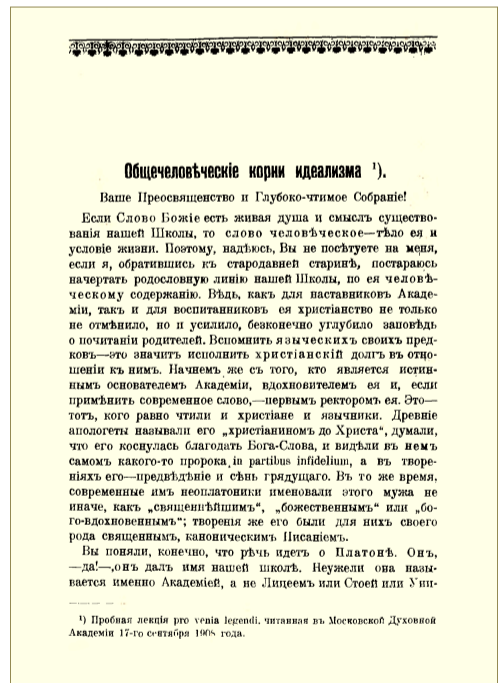 Общечеловѣческіе корни идеализма ¹).
Ваше Преосвященство и Глубоко-чтимое Собраніе!
Если Слово Божіе есть живая душа и смыслъ существо-
ванія нашей Школы, то слово человѣческое—тѣло ея и
условіе жизни. Поэтому, надѣюсь, Вы не посѣтуете на меня,
если я, обратившись къ стародавней старинѣ, постараюсь
начертать родословную линію нашей Школы, по ея человѣ-
ческому содержанію. Вѣдь, какъ для наставниковъ Акаде-
міи, такъ и для воспитанниковъ ея христіанство не только
не отмѣнило, но и усилило, безконечно углубило заповѣдь
о почитаніи родителей. Вспомнить языческихъ своихъ пред-
ковъ—это значитъ исполнить христіанскій долгъ въ отно-
шеніи къ нимъ. Начнемъ же съ того, кто является истин-
нымъ основателемъ Академіи, вдохновителемъ ея и, если
примѣнить современное слово,—первымъ ректоромъ ея. Это—
тотъ, кого равно чтили и христіане и язычники. Древніе
апологеты называли его „христіаниномъ до Христа“, думали,
что его коснулась благодать Бога-Слова, и видѣли въ немъ
самомъ какого-то пророка in partibus infidelium, а въ творе-
ніяхъ его—предвѣдѣніе и сѣнь грядущаго. Въ то же время,
современные имъ неоплатоники именовали этого мужа не
иначе, какъ „священнѣйшимъ“, „божественнымъ“ или „бо-
го-вдохновеннымъ“; творенія же его были для нихъ своего
рода священнымъ, каноническимъ Писаніемъ.
Вы поняли, конечно, что рѣчь идетъ о Платонѣ. Онъ,
—да!—,онъ далъ имя нашей школѣ. Неужели она назы-
вается именно Академіей, а не Лицеемъ или Стоей или Уни-
¹) Пробная лекція pro venia legendi, читанная въ Московской Духовной
Академіи 17-го сентября 1908 года.